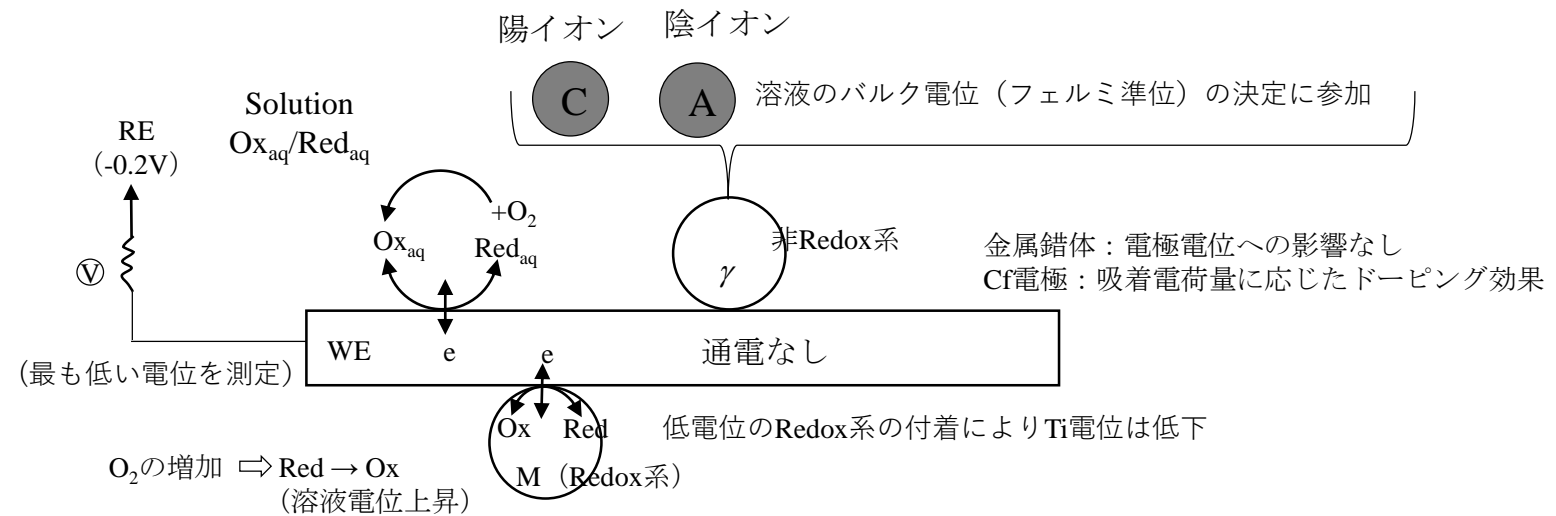 陽イオン 陰イオン
C A 溶液のバルク電位（フェルミ準位）の決定に参加
Solution
Oxaq/Redaq
RE
（-0.2V）
+O2
Oxaq Redaq
非Redox系
γ
金属錯体：電極電位への影響なし
Cf電極：吸着電荷量に応じたドーピング効果
Ⓥ
WE e e 通電なし
（最も低い電位を測定）
Ox Red 低電位のRedox系の付着によりTi電位は低下
M（Redox系）
O2の増加 ⇨ Red → Ox
（溶液電位上昇）